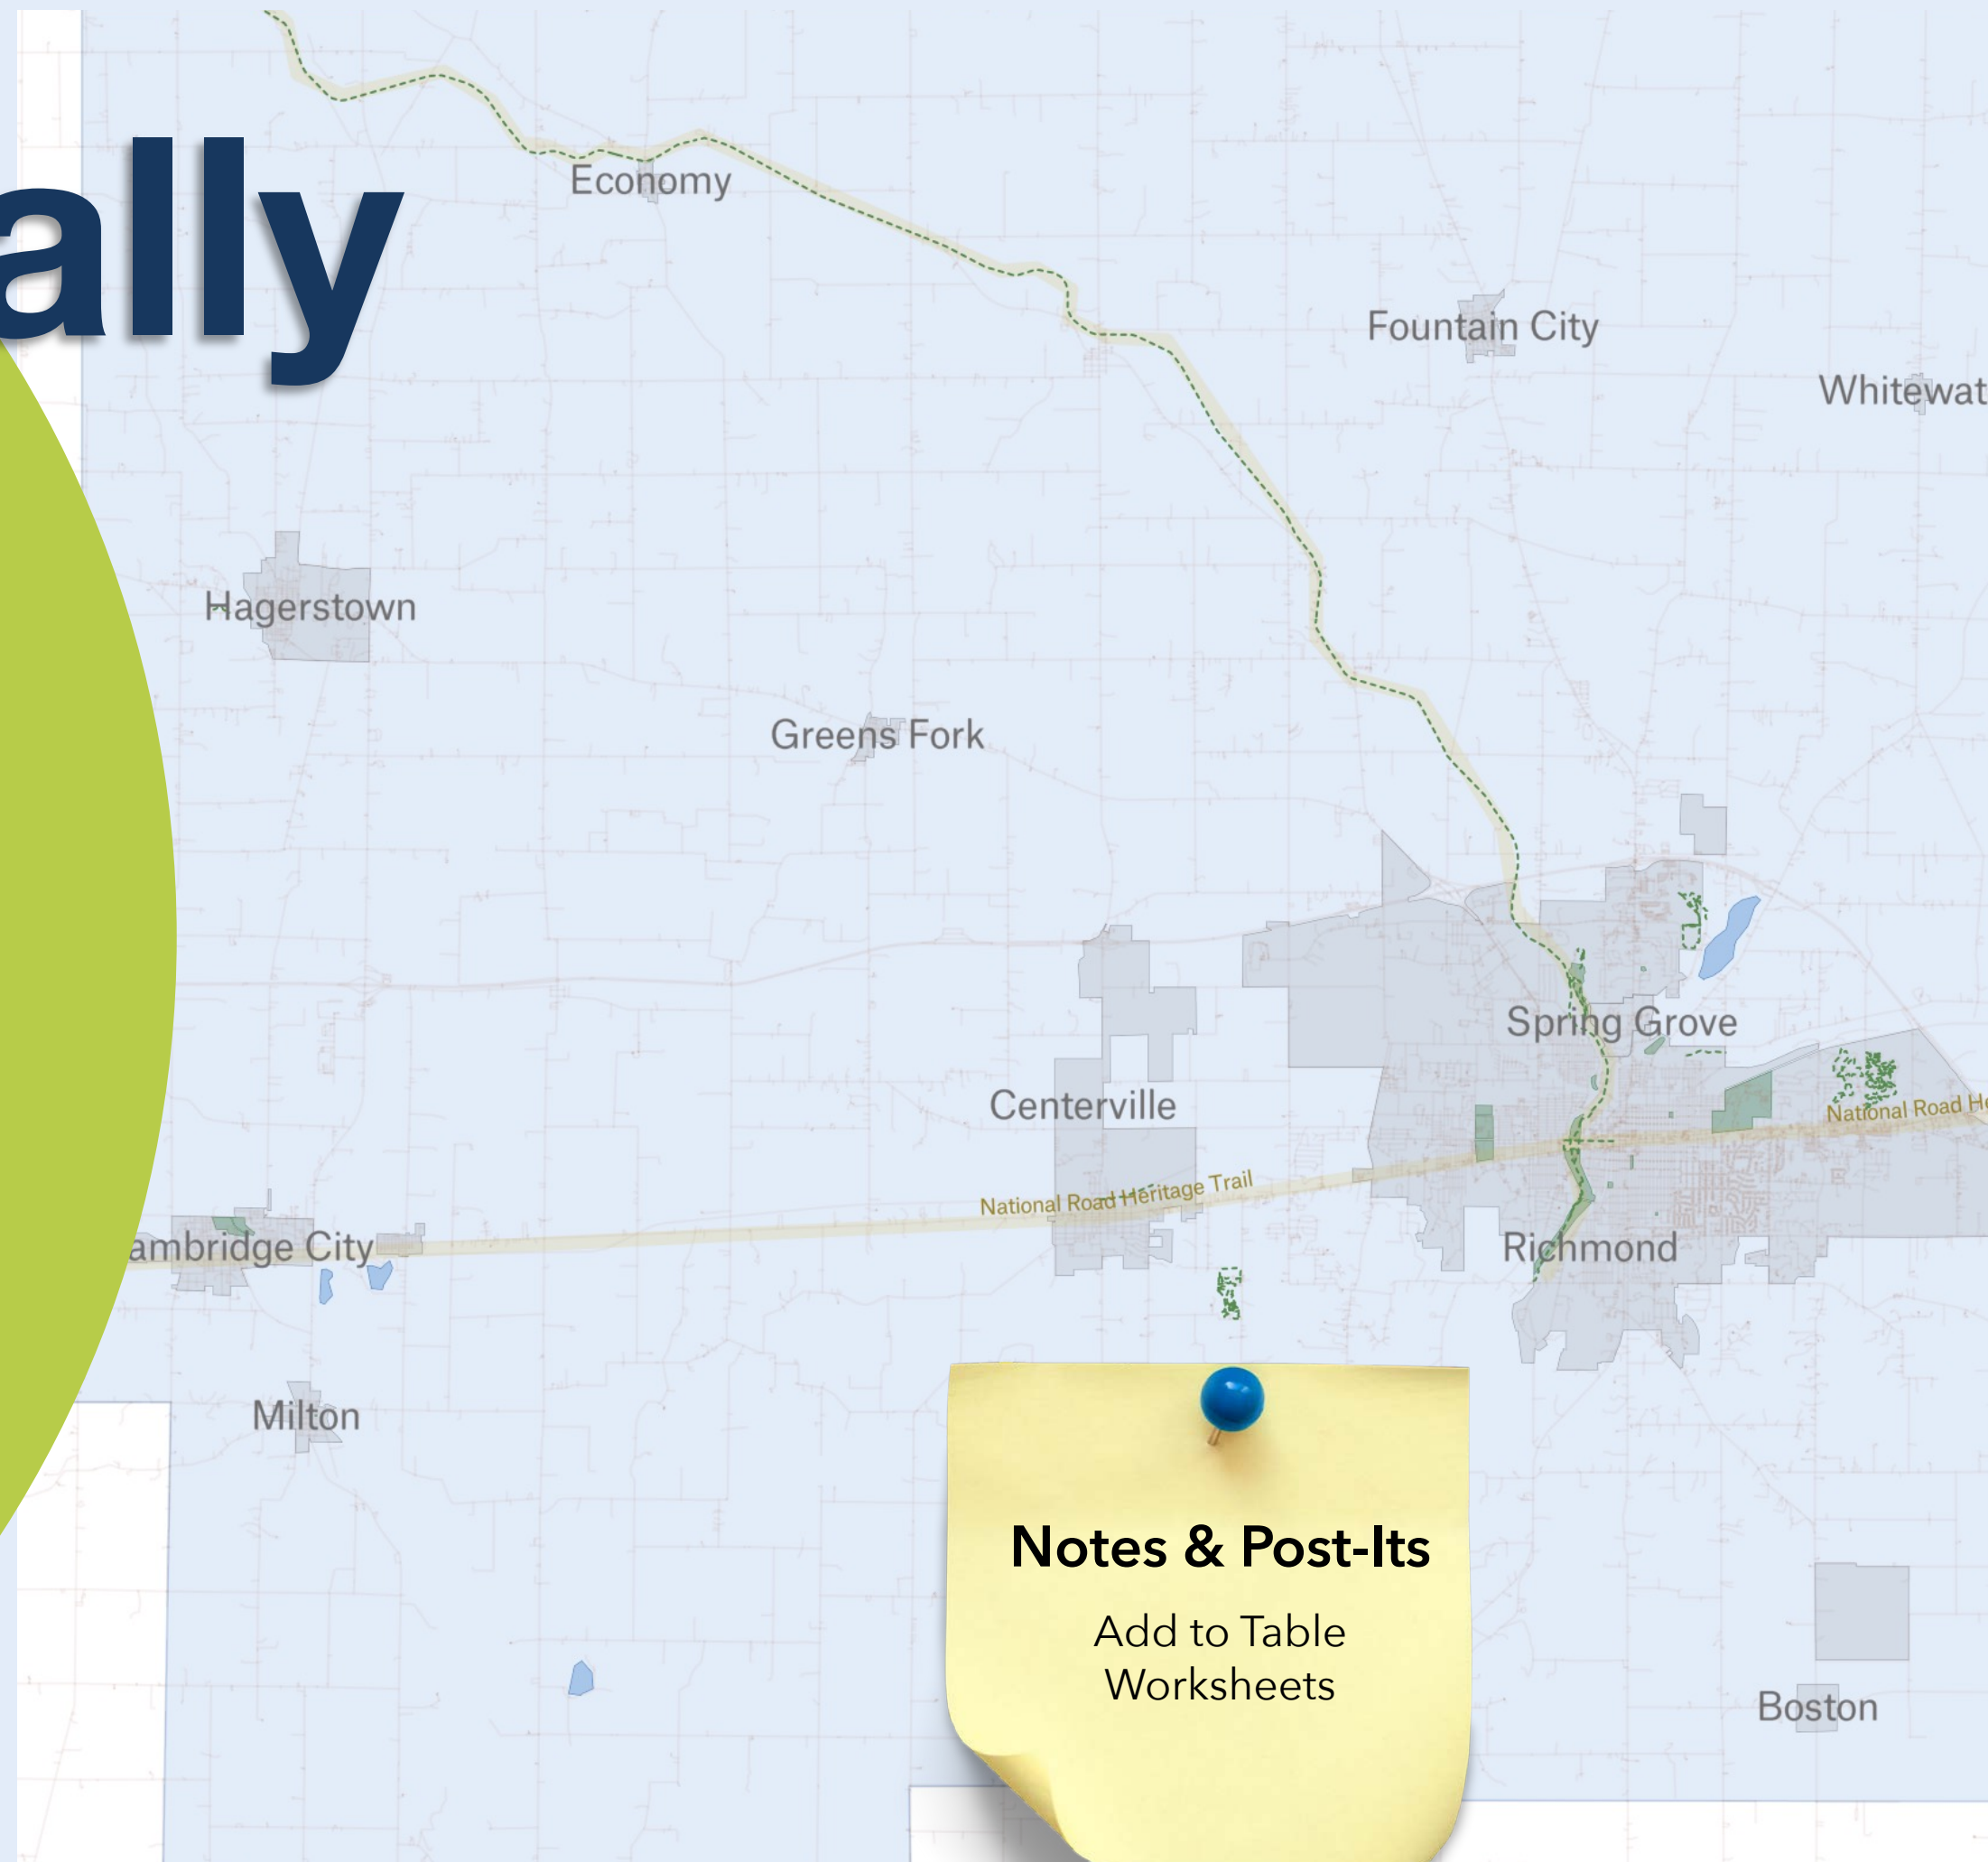 ally
Economy
Fountain City
Whitewat
Hagerstown
Greens Fork
Spring Grove
Centerville
National Road He
National Road Heritage Trail
ambridge City
Richmond
Milton
Notes & Post-Its
Add to Table
Worksheets
Boston